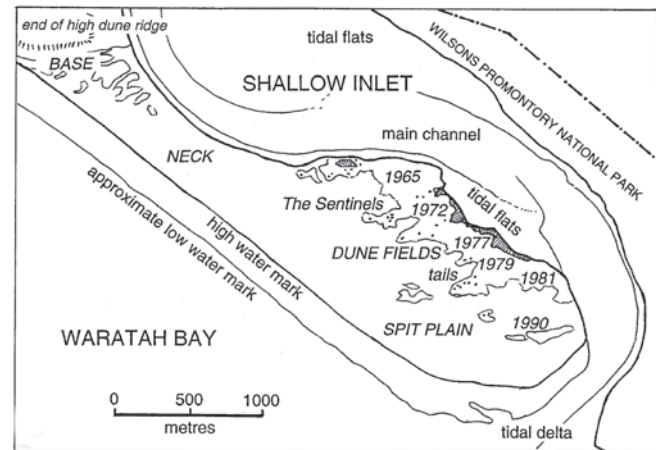 end of high dune ridge
BASE
tidal flats
WILSONS PROMONTORY NATIONAL PARK
SHALLOW INLET
main channel
NECK
1965
The Sentinels
tidal flats
1972
approximate low water mark
high water mark
1977
DUNE FIELDS
1979
tails
1981
SPIT PLAIN
1990
WARATAH BAY
0 500 1000
metres
tidal delta